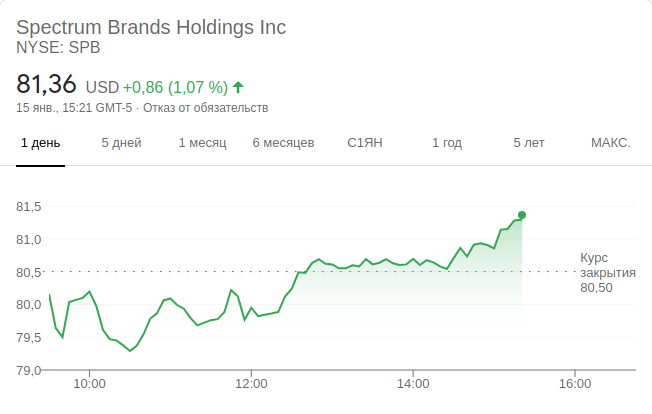 Spectrum Brands Holdings Inc
NYSE: SPB
81,36 USD +0,86 (1,07 %)
15 янв., 15:21 GMT-5 · Отказ от обязательств
1 день 5 дней 1 месяц 6 месяцев С1ЯН 1 год 5 лет МАКС.
81,5
81,0
80,5
80,0
79,5
79,0
Курс
закрытия
80,50
10:00 12:00 14:00 16:00